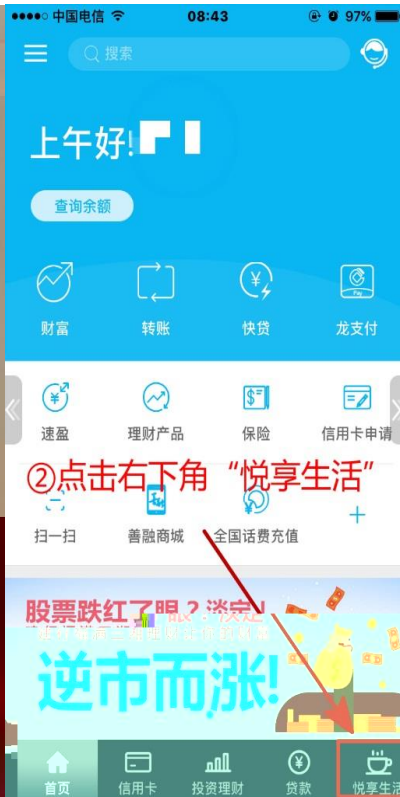 中国电信 08:43 97%
搜索
上午好!
查询余额
财富 转账 快贷 龙支付
速盈 理财产品 保险 信用卡申请
②点击右下角“悦享生活”
扫一扫 善融商城 全国话费充值
股票跌红了眼？淡定！
逆市而涨!
首页 信用卡 投资理财 贷款 悦享生活